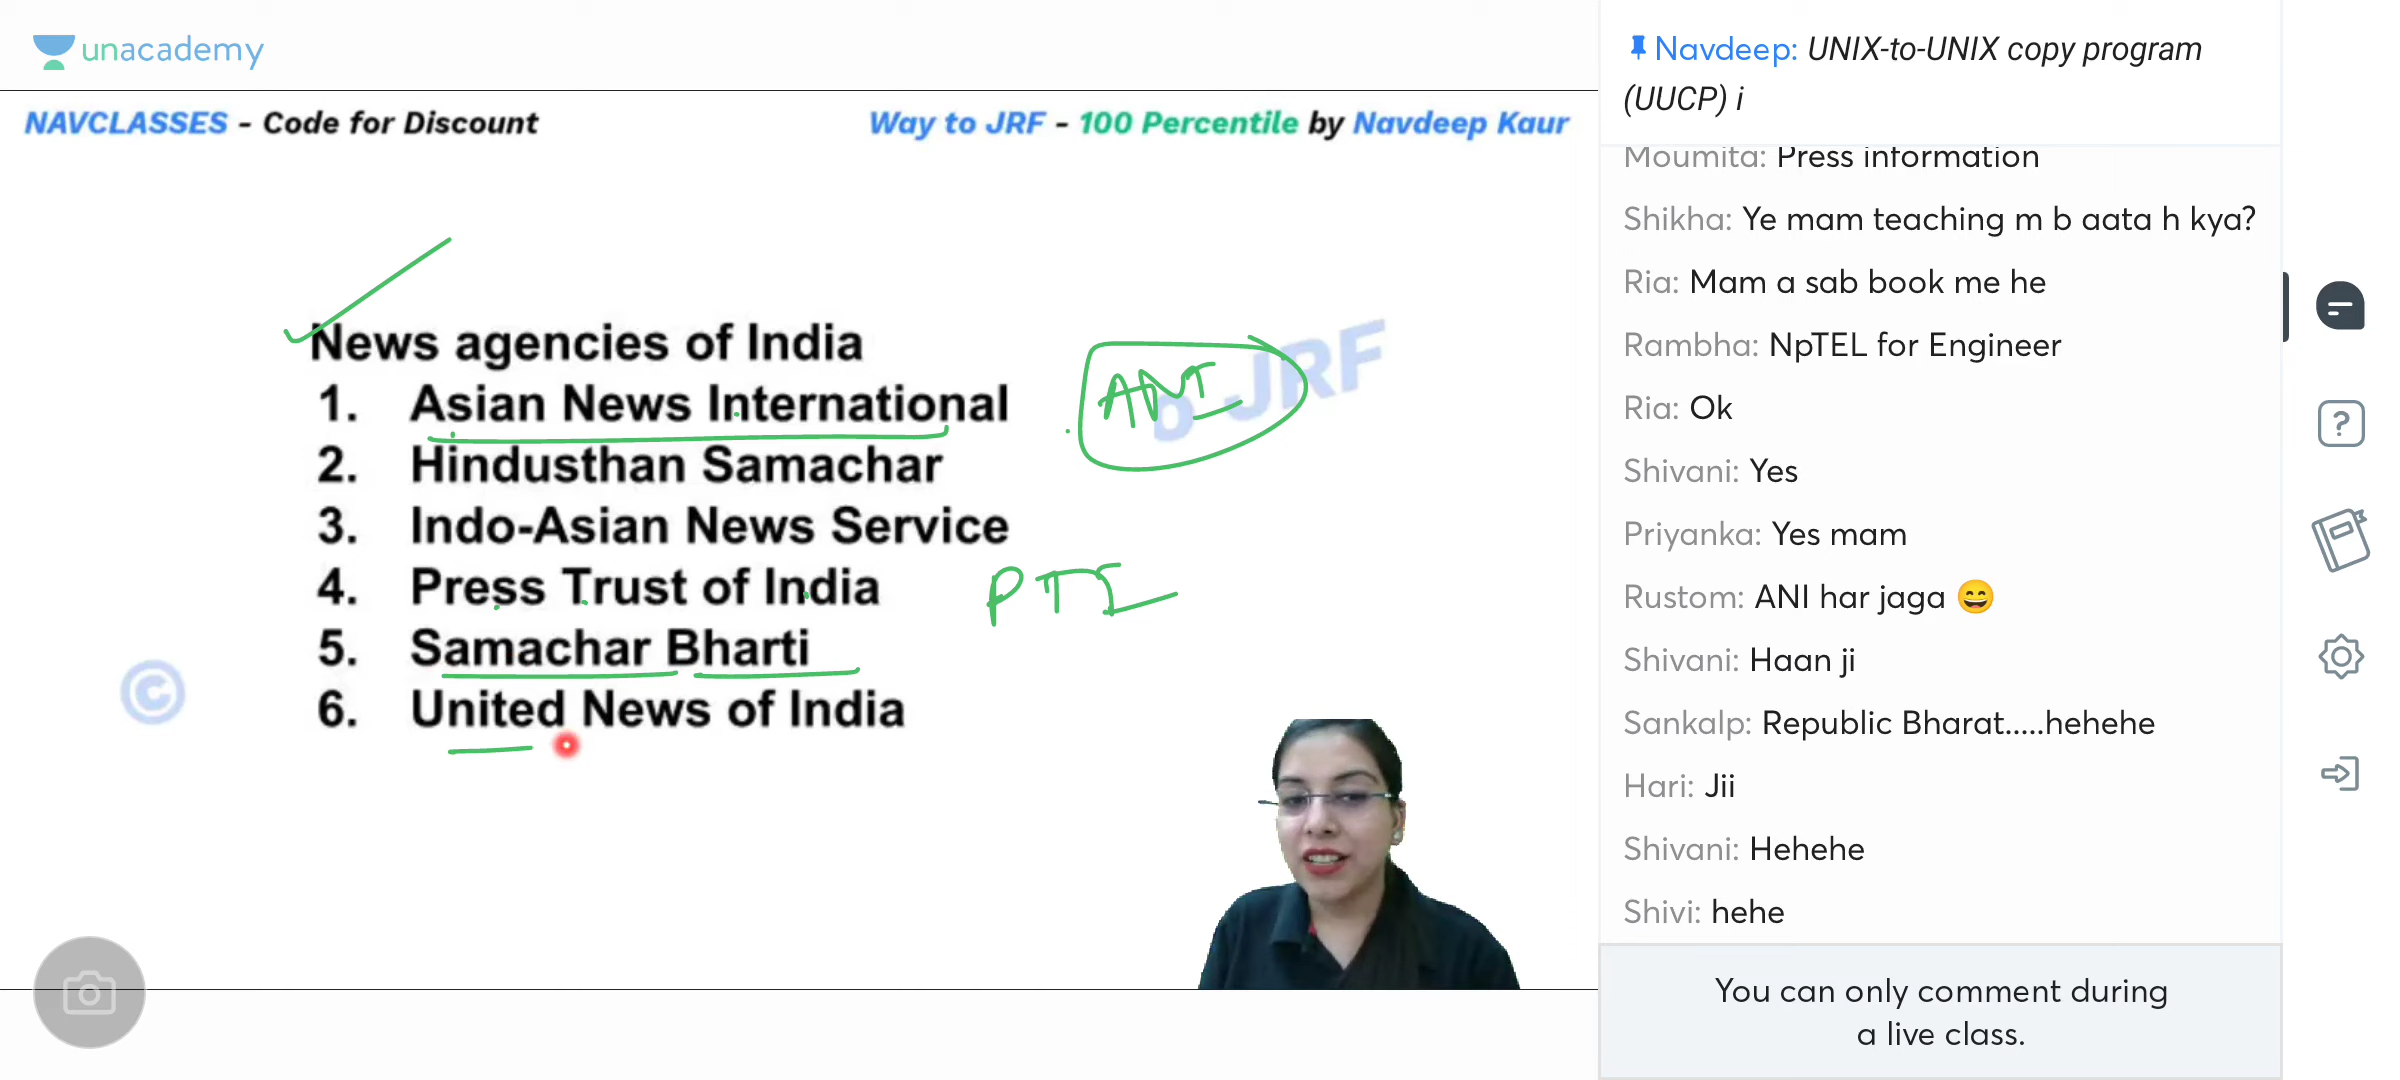 unacademy
NAVCLASSES - Code for Discount
Way to JRF - 100 Percentile by Navdeep Kaur
News agencies of India
1. Asian News International
ANI
o JRF
2. Hindusthan Samachar
3. Indo-Asian News Service
4. Press Trust of India
PTI
5. Samachar Bharti
6. United News of India
©
Navdeep: UNIX-to-UNIX copy program
(UUCP) i
Moumita: Press information
Shikha: Ye mam teaching m b aata h kya?
Ria: Mam a sab book me he
Rambha: NpTEL for Engineer
Ria: Ok
Shivani: Yes
Priyanka: Yes mam
Rustom: ANI har jaga 😄
Shivani: Haan ji
Sankalp: Republic Bharat.....hehehe
Hari: Jii
Shivani: Hehehe
Shivi: hehe
You can only comment during
a live class.
?